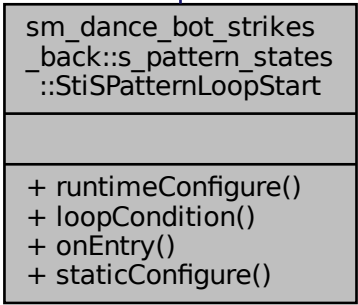 sm_dance_bot_strikes
_back::s_pattern_states
::StiSPatternLoopStart
+ runtimeConfigure()
+ loopCondition()
+ onEntry()
+ staticConfigure()